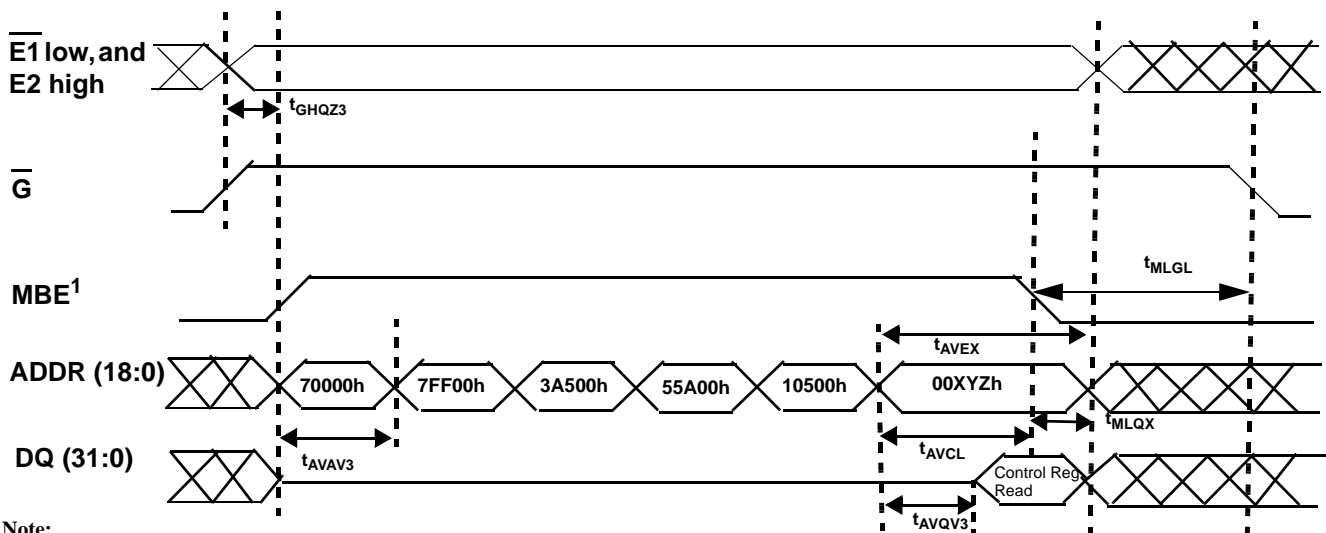 E1 low, and
E2 high
tGHQZ3
G
MBE1
tMLGL
tAVEX
ADDR (18:0)
70000h
7FF00h
3A500h
55A00h
10500h
00XYZh
tMLQX
tAVAV3
tAVCL
DQ (31:0)
Control Reg
Read
tAVQV3
Note: